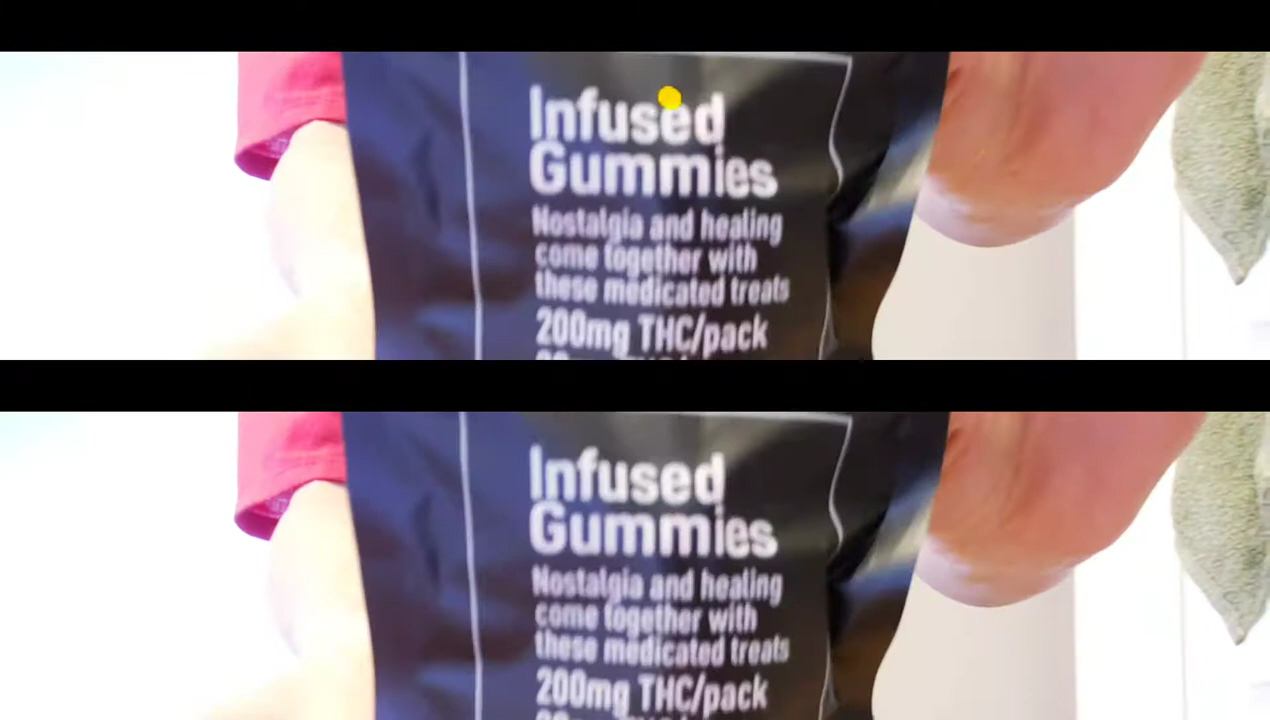 Infused
Gummies
Nostalgia and healing
come together with
these medicated treats
200mg THC/pack
Infused
Gummies
Nostalgia and healing
come together with
these medicated treats
200mg THC/pack